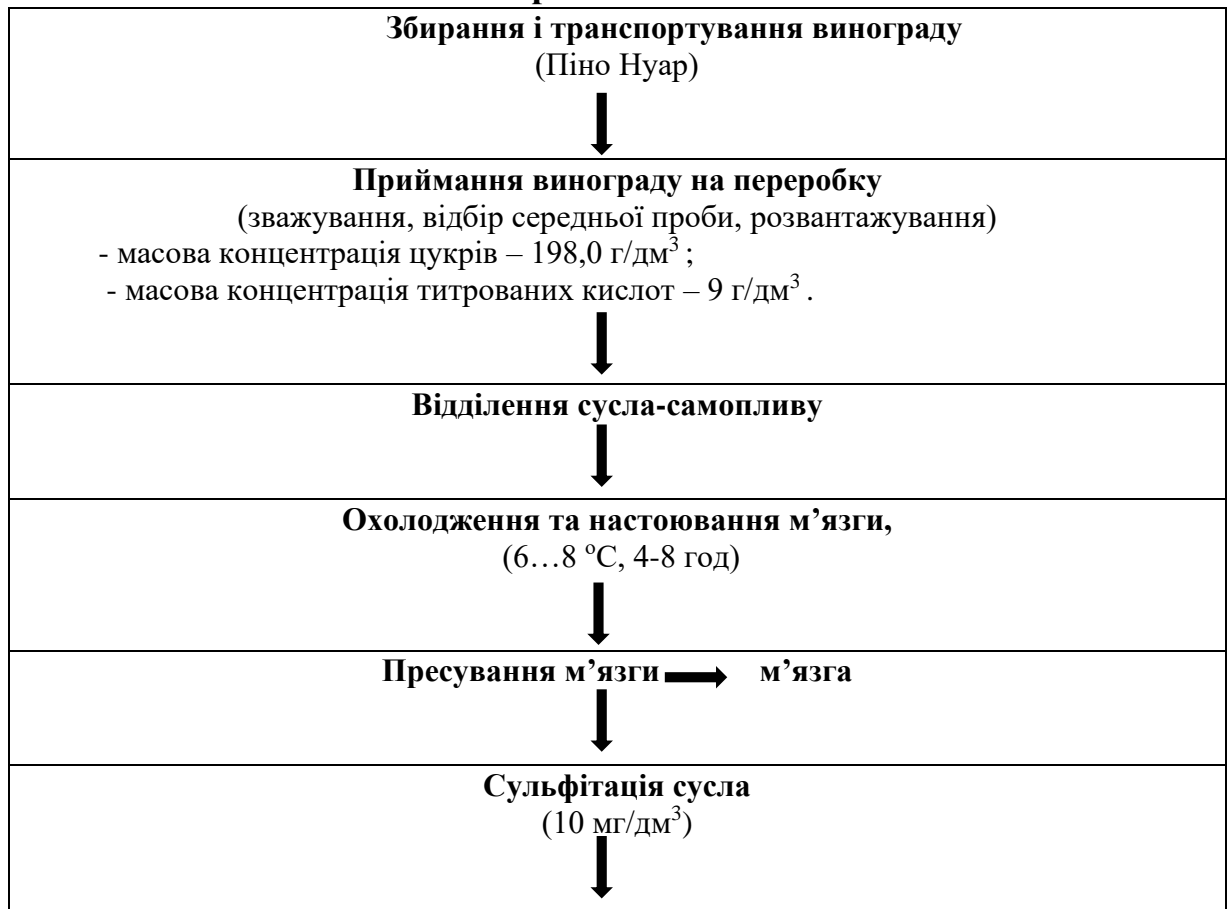 Збирання і транспортування винограду
(Піно Нуар)
Приймання винограду на переробку
(зважування, відбір середньої проби, розвантажування)
- масова концентрація цукрів – 198,0 г/дм³ ;
- масова концентрація титрованих кислот – 9 г/дм³ .
Відділення сусла-самопливу
Охолодження та настоювання м’язги,
(6…8 ºС, 4-8 год)
Пресування м’язги м’язга
Сульфітація сусла
(10 мг/дм³)